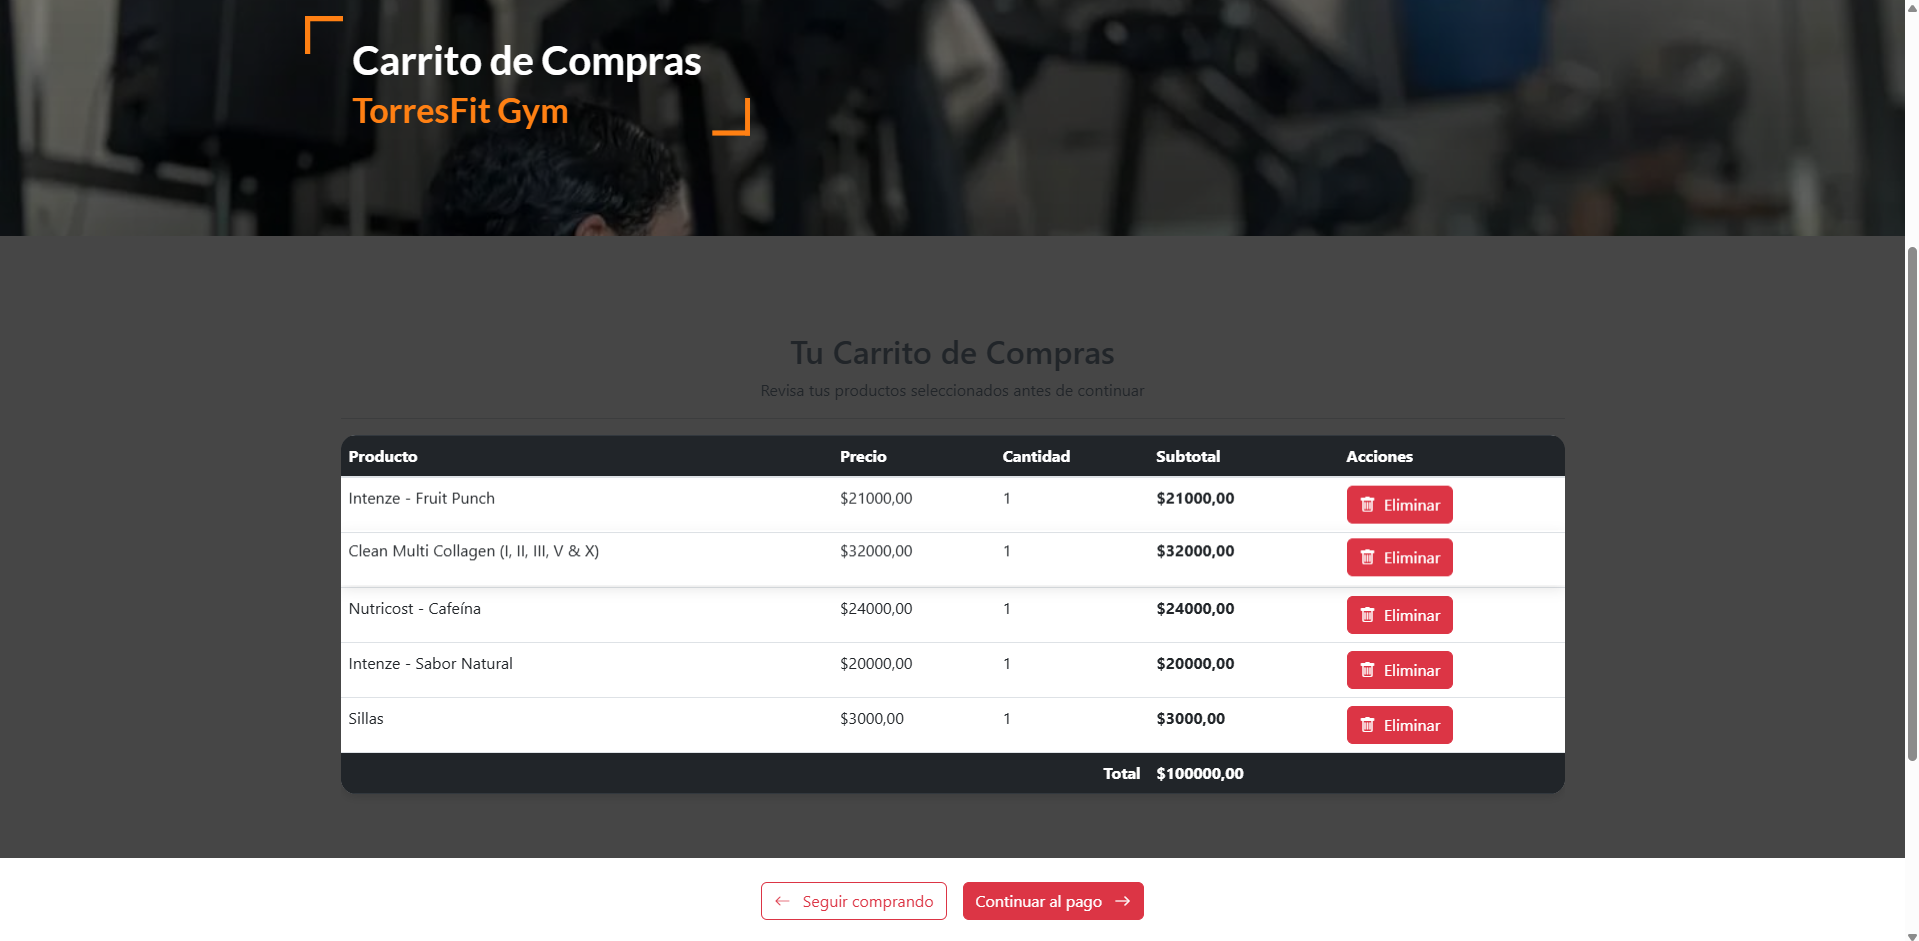 Carrito de Compras
TorresFit Gym
Tu Carrito de Compras
Revisa tus productos seleccionados antes de continuar
Producto Precio Cantidad Subtotal Acciones
Intenze - Fruit Punch $21000,00 1 $21000,00 Eliminar
Clean Multi Collagen (I, II, III, V & X) $32000,00 1 $32000,00 Eliminar
Nutricost - Cafeína $24000,00 1 $24000,00 Eliminar
Intenze - Sabor Natural $20000,00 1 $20000,00 Eliminar
Sillas $3000,00 1 $3000,00 Eliminar
Total $100000,00
← Seguir comprando Continuar al pago →